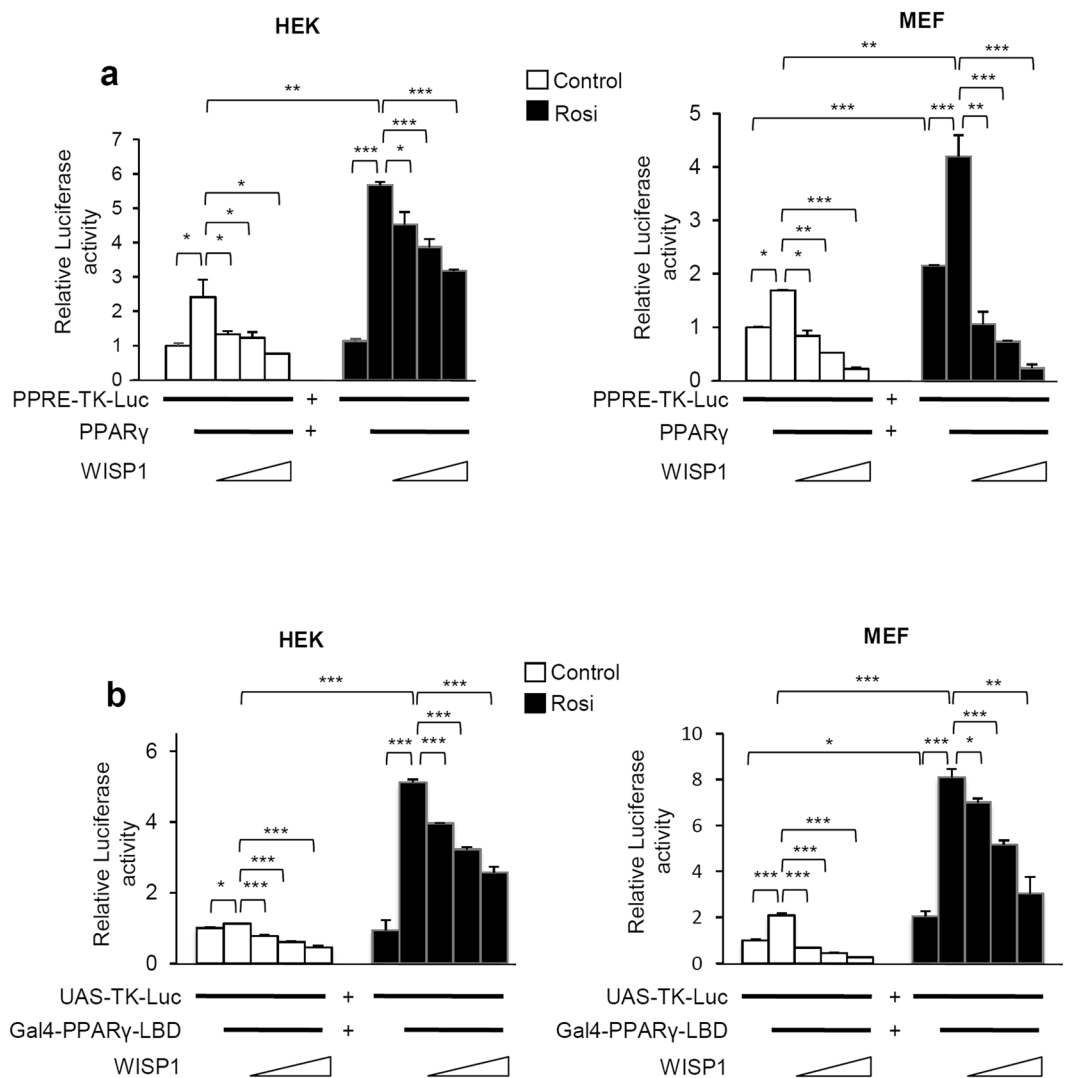 HEK
MEF
a
Control
Rosi
** ***
***
*** *
*
*
* *
Relative Luciferase
activity
7
6
5
4
3
2
1
0
PPRE-TK-Luc +
PPARγ +
WISP1
** ***
***
*** *** **
***
**
* *
Relative Luciferase
activity
5
4
3
2
1
0
PPRE-TK-Luc +
PPARγ +
WISP1
HEK
MEF
b
Control
Rosi
*** ***
***
*** ***
***
***
* ***
Relative Luciferase
activity
6
4
2
0
UAS-TK-Luc +
Gal4-PPARγ-LBD +
WISP1
*** **
***
* *** *
***
***
*** ***
Relative Luciferase
activity
10
8
6
4
2
0
UAS-TK-Luc +
Gal4-PPARγ-LBD +
WISP1